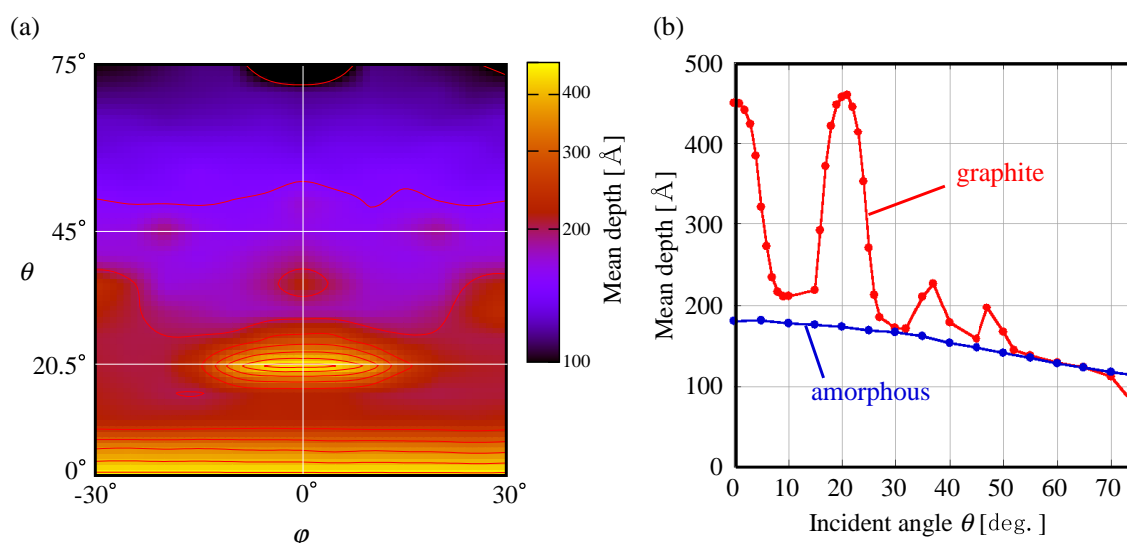 (a)
75°
45°
θ
20.5°
0°
-30°
0°
30°
φ
400
300
200
100
Mean depth [Å]
(b)
500
400
300
200
100
0
Mean depth [Å]
graphite
amorphous
0 10 20 30 40 50 60 70
Incident angle θ [deg.]